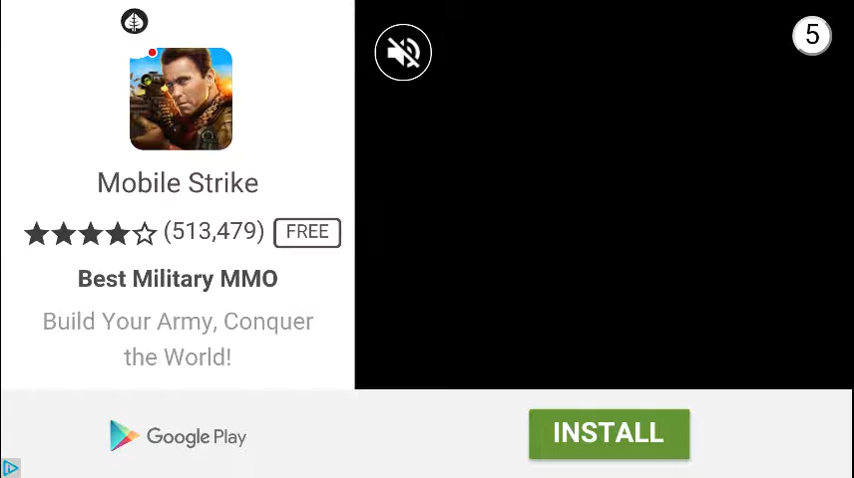 5
Mobile Strike
(513,479) FREE
Best Military MMO
Build Your Army, Conquer
the World!
Google Play
INSTALL